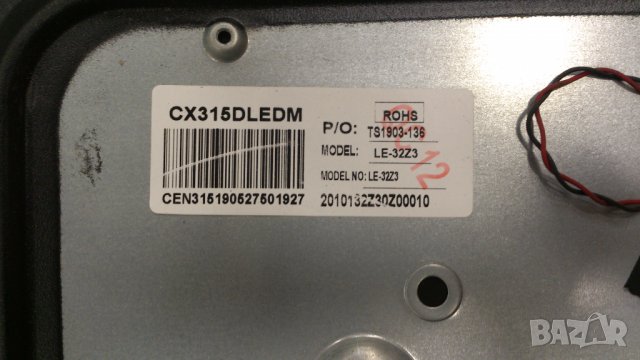 CX315DLEDM
CEN315190527501927
ROHS
P/O: TS1903-136
MODEL: LE-32Z3
MODEL NO: LE-32Z3
2010132Z30Z00010
BAZAR
bg